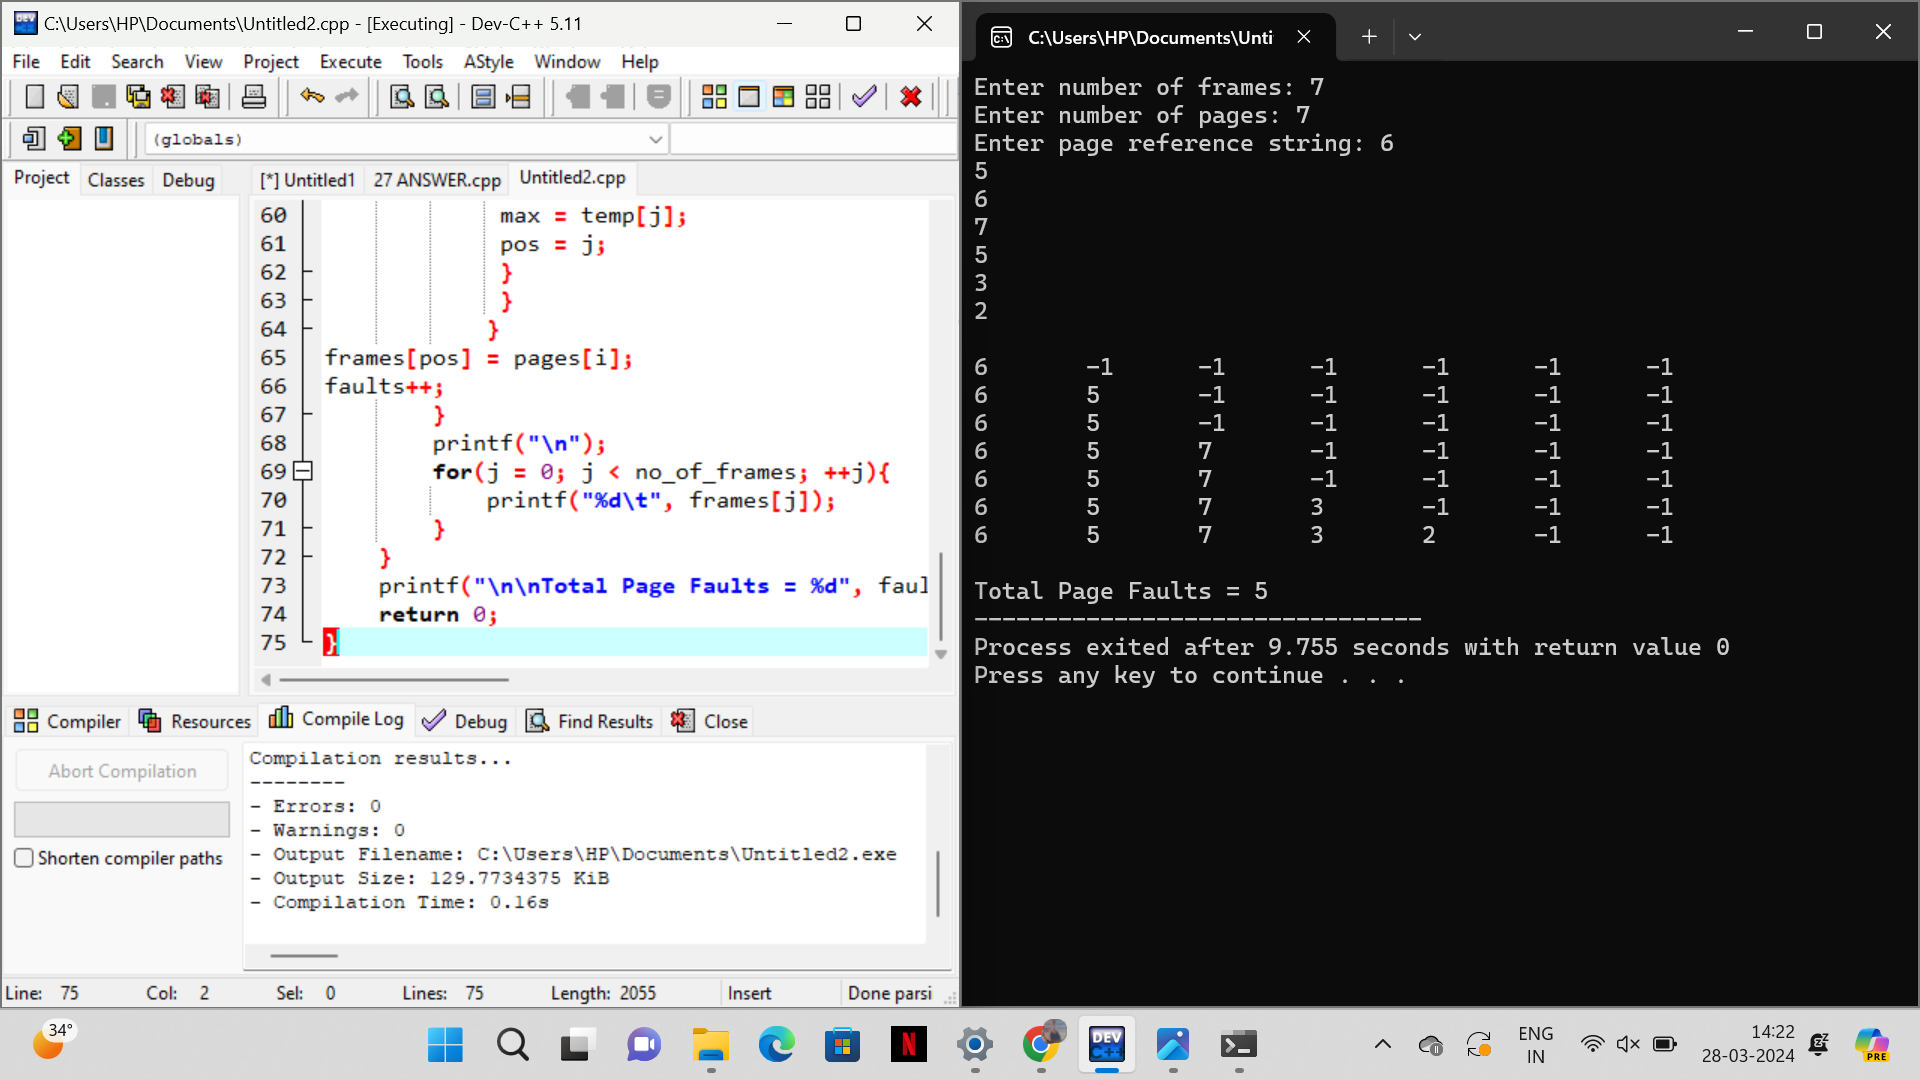 C:\Users\HP\Documents\Untitled2.cpp - [Executing] - Dev-C++ 5.11
File Edit Search View Project Execute Tools AStyle Window Help
(globals)
Project Classes Debug
[*] Untitled1 27 ANSWER.cpp Untitled2.cpp
60 max = temp[j];
61 pos = j;
62 }
63 }
64 }
65 frames[pos] = pages[i];
66 faults++;
67 }
68 printf("\n");
69 for(j = 0; j < no_of_frames; ++j){
70 printf("%d\t", frames[j]);
71 }
72 }
73 printf("\n\nTotal Page Faults = %d", faul
74 return 0;
75 }
Compiler Resources Compile Log Debug Find Results Close
Abort Compilation
Shorten compiler paths
Compilation results...
--------
- Errors: 0
- Warnings: 0
- Output Filename: C:\Users\HP\Documents\Untitled2.exe
- Output Size: 129.7734375 KiB
- Compilation Time: 0.16s
Line: 75 Col: 2 Sel: 0 Lines: 75 Length: 2055 Insert Done parsi
C:\Users\HP\Documents\Unti
Enter number of frames: 7
Enter number of pages: 7
Enter page reference string: 6
5
6
7
5
3
2
6 -1 -1 -1 -1 -1 -1
6 5 -1 -1 -1 -1 -1
6 5 -1 -1 -1 -1 -1
6 5 7 -1 -1 -1 -1
6 5 7 -1 -1 -1 -1
6 5 7 3 -1 -1 -1
6 5 7 3 2 -1 -1
Total Page Faults = 5
--------------------------------
Process exited after 9.755 seconds with return value 0
Press any key to continue . . .
34°
N
DEV C++
ENG
IN
14:22
28-03-2024
PRE